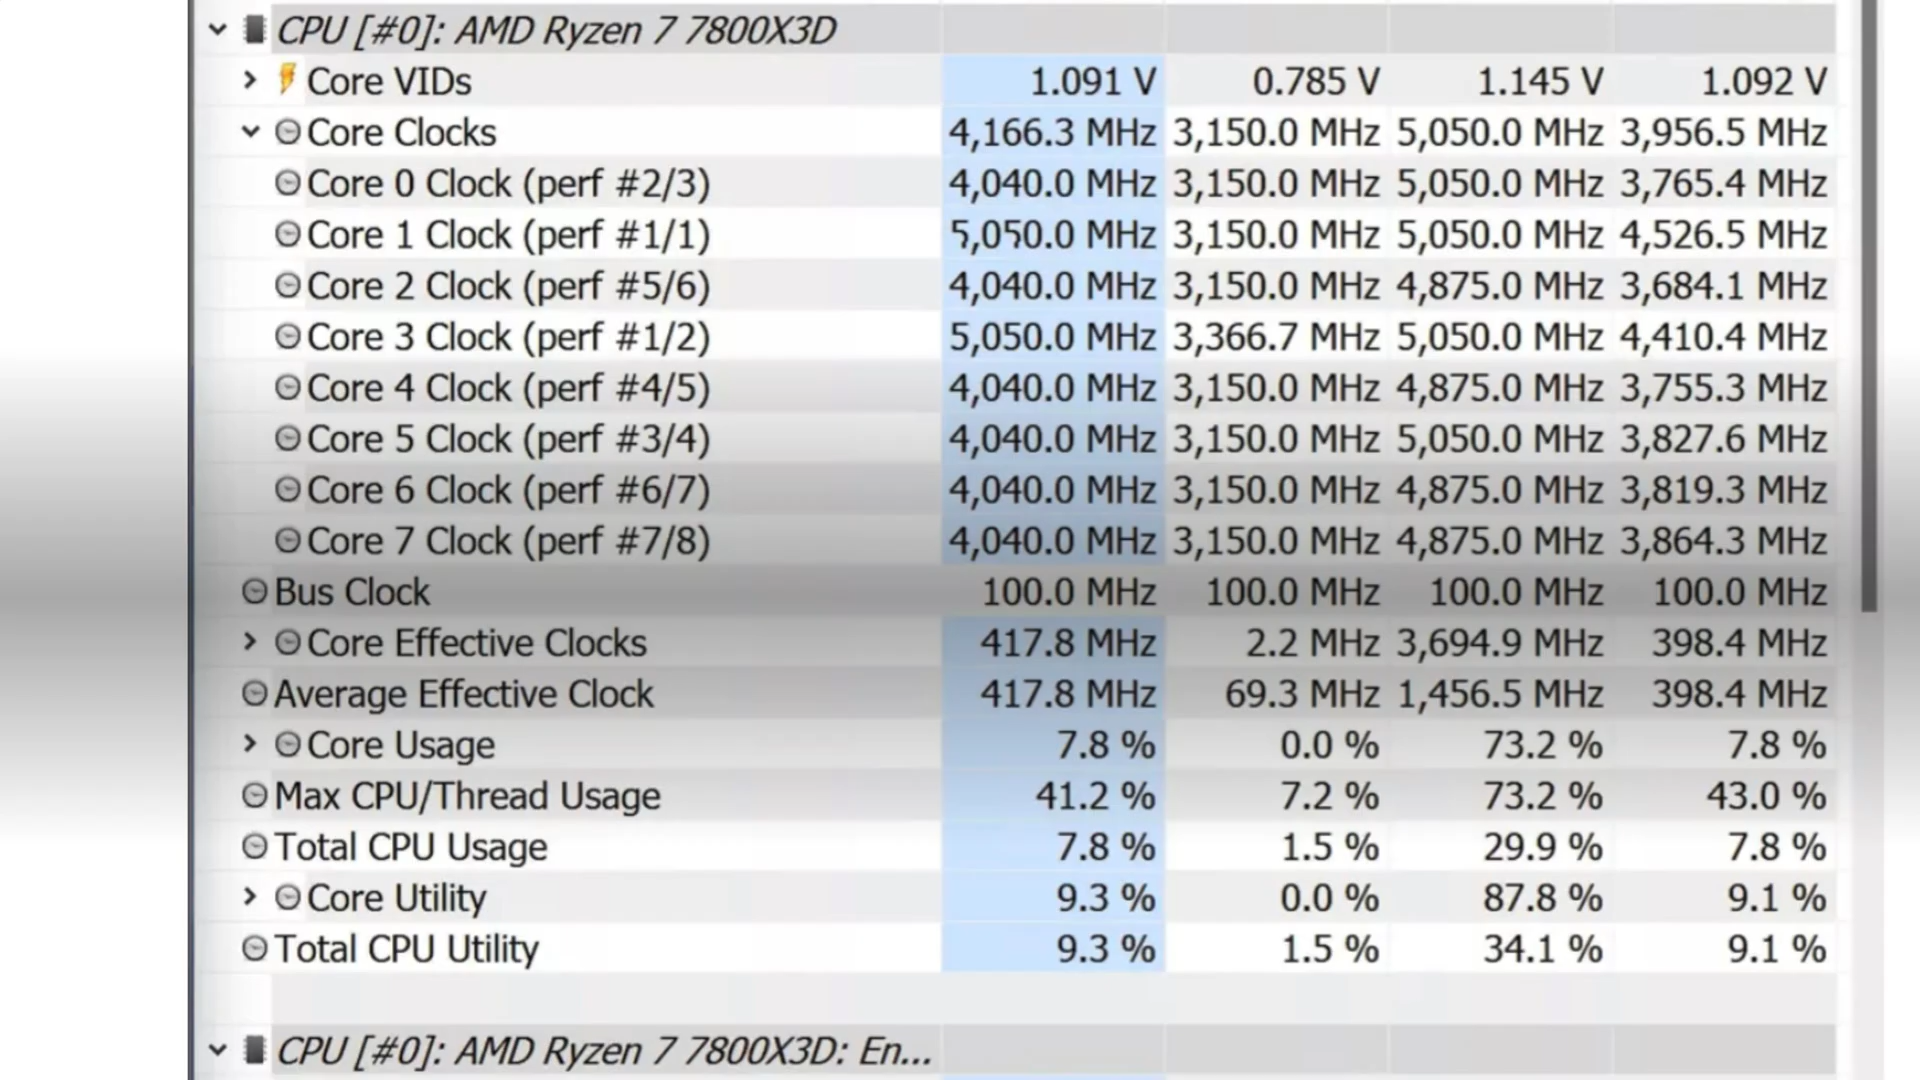 CPU [#0]: AMD Ryzen 7 7800X3D
Core VIDs 1.091 V 0.785 V 1.145 V 1.092 V
Core Clocks 4,166.3 MHz 3,150.0 MHz 5,050.0 MHz 3,956.5 MHz
Core 0 Clock (perf #2/3) 4,040.0 MHz 3,150.0 MHz 5,050.0 MHz 3,765.4 MHz
Core 1 Clock (perf #1/1) 5,050.0 MHz 3,150.0 MHz 5,050.0 MHz 4,526.5 MHz
Core 2 Clock (perf #5/6) 4,040.0 MHz 3,150.0 MHz 4,875.0 MHz 3,684.1 MHz
Core 3 Clock (perf #1/2) 5,050.0 MHz 3,366.7 MHz 5,050.0 MHz 4,410.4 MHz
Core 4 Clock (perf #4/5) 4,040.0 MHz 3,150.0 MHz 4,875.0 MHz 3,755.3 MHz
Core 5 Clock (perf #3/4) 4,040.0 MHz 3,150.0 MHz 5,050.0 MHz 3,827.6 MHz
Core 6 Clock (perf #6/7) 4,040.0 MHz 3,150.0 MHz 4,875.0 MHz 3,819.3 MHz
Core 7 Clock (perf #7/8) 4,040.0 MHz 3,150.0 MHz 4,875.0 MHz 3,864.3 MHz
Bus Clock 100.0 MHz 100.0 MHz 100.0 MHz 100.0 MHz
Core Effective Clocks 417.8 MHz 2.2 MHz 3,694.9 MHz 398.4 MHz
Average Effective Clock 417.8 MHz 69.3 MHz 1,456.5 MHz 398.4 MHz
Core Usage 7.8 % 0.0 % 73.2 % 7.8 %
Max CPU/Thread Usage 41.2 % 7.2 % 73.2 % 43.0 %
Total CPU Usage 7.8 % 1.5 % 29.9 % 7.8 %
Core Utility 9.3 % 0.0 % 87.8 % 9.1 %
Total CPU Utility 9.3 % 1.5 % 34.1 % 9.1 %
CPU [#0]: AMD Ryzen 7 7800X3D: En...